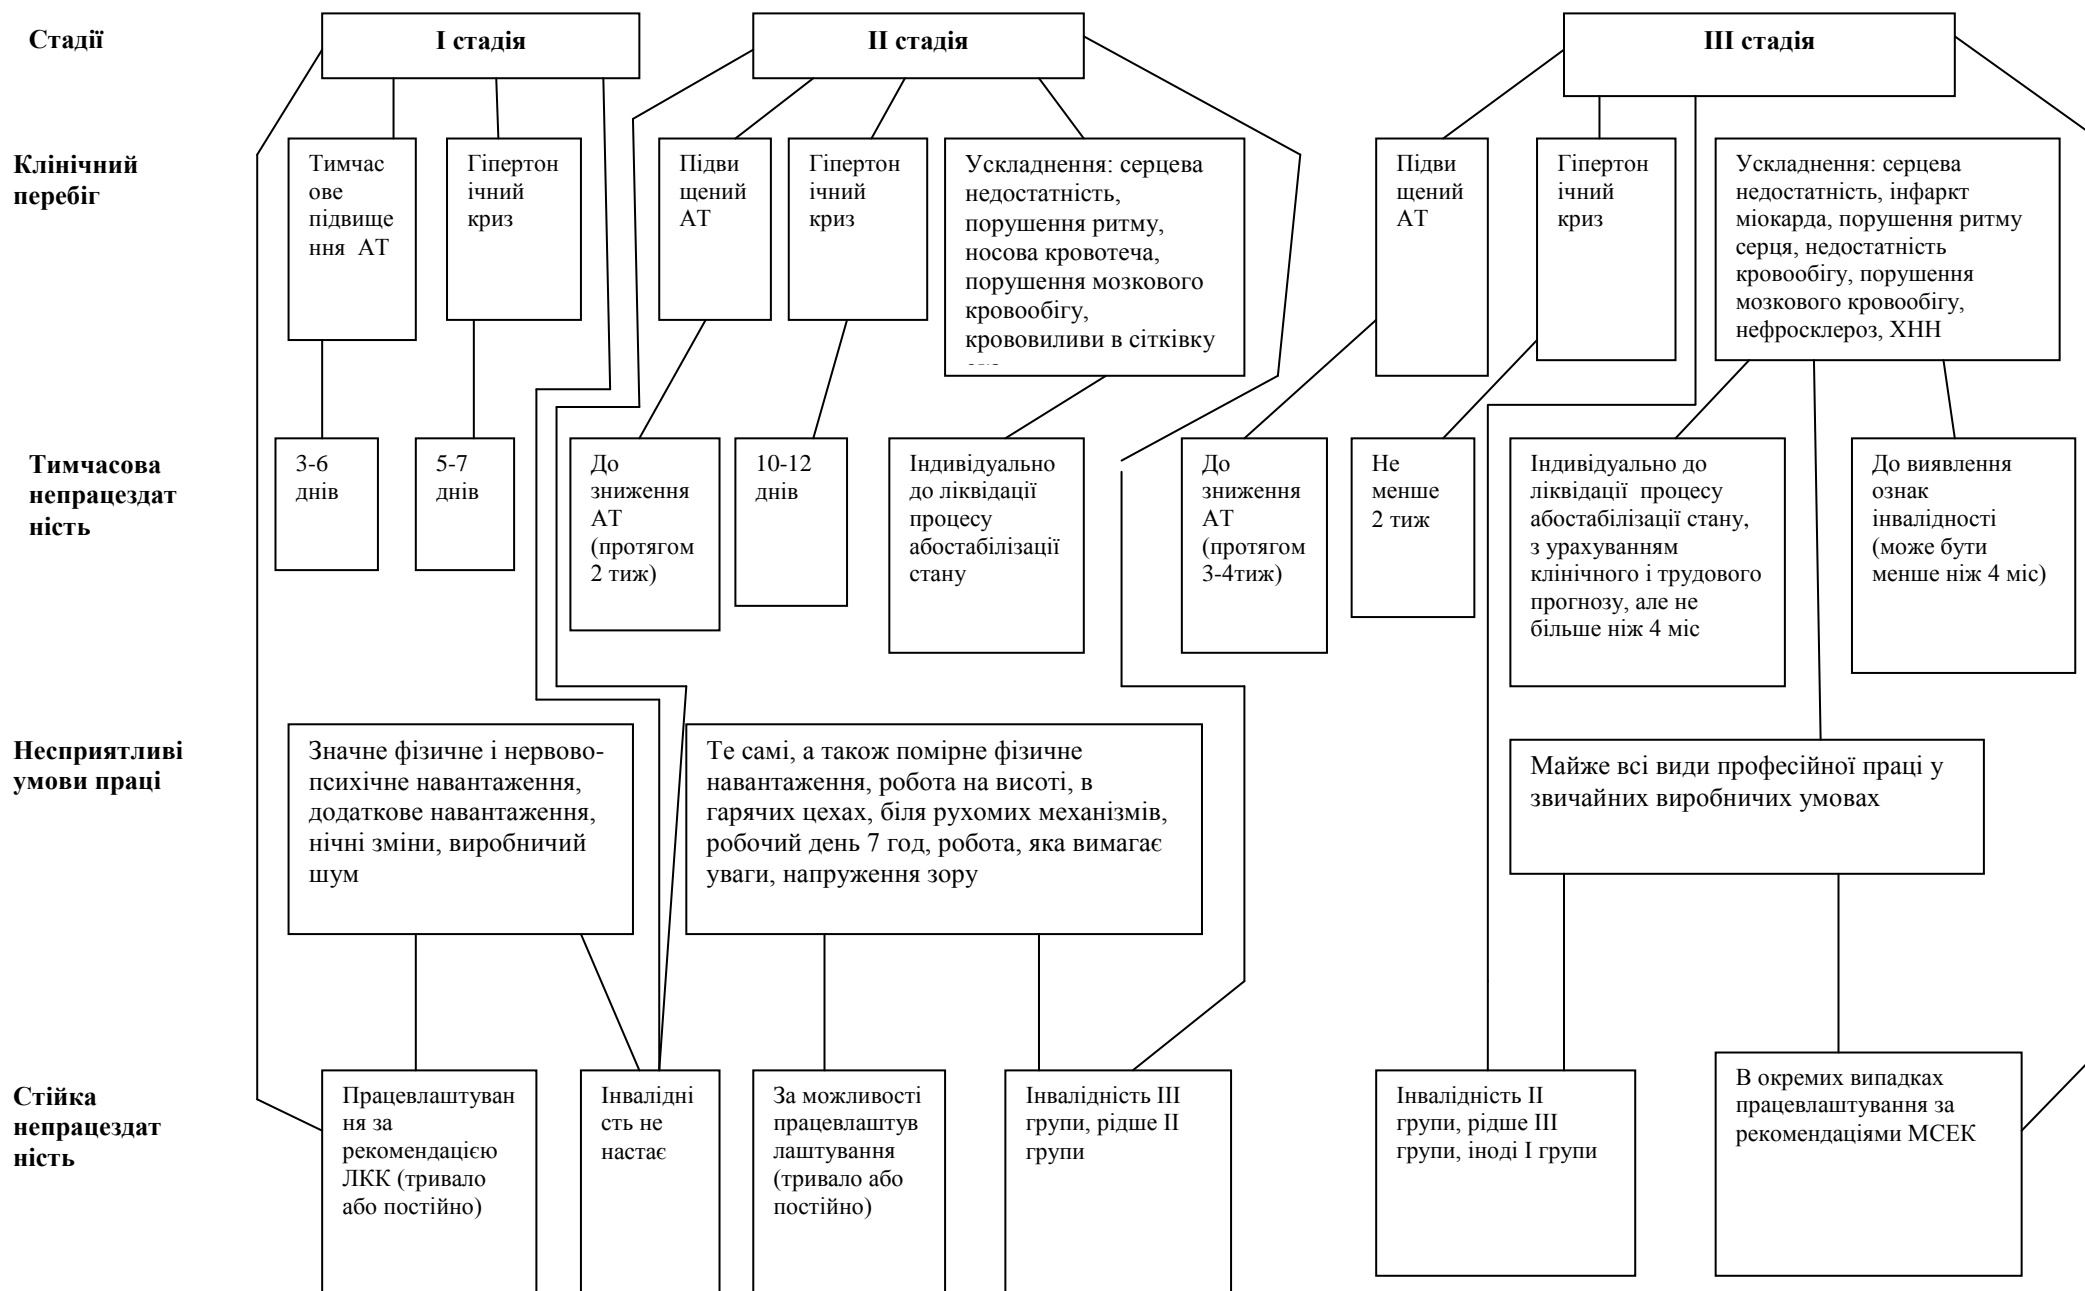 Стадії
І стадія
ІІ стадія
ІІІ стадія
Клінічний
перебіг
Тимчас
ове
підвище
ння АТ
Гіпертон
ічний
криз
Підви
щений
АТ
Гіпертон
ічний
криз
Ускладнення: серцева
недостатність,
порушення ритму,
носова кровотеча,
порушення мозкового
кровообігу,
крововиливи в сітківку
Підви
щений
АТ
Гіпертон
ічний
криз
Ускладнення: серцева
недостатність, інфаркт
міокарда, порушення ритму
серця, недостатність
кровообігу, порушення
мозкового кровообігу,
нефросклероз, ХНН
Тимчасова
непрацездат
ність
3-6
днів
5-7
днів
До
зниження
АТ
(протягом
2 тиж)
10-12
днів
Індивідуально
до ліквідації
процесу
абостабілізації
стану
До
зниження
АТ
(протягом
3-4тиж)
Не
менше
2 тиж
Індивідуально до
ліквідації процесу
абостабілізації стану,
з урахуванням
клінічного і трудового
прогнозу, але не
більше ніж 4 міс
До виявлення
ознак
інвалідності
(може бути
менше ніж 4 міс)
Несприятливі
умови праці
Значне фізичне і нервово-
психічне навантаження,
додаткове навантаження,
нічні зміни, виробничий
шум
Те самі, а також помірне фізичне
навантаження, робота на висоті, в
гарячих цехах, біля рухомих механізмів,
робочий день 7 год, робота, яка вимагає
уваги, напруження зору
Майже всі види професійної праці у
звичайних виробничих умовах
Стійка
непрацездат
ність
Працевлаштуван
ня за
рекомендацією
ЛКК (тривало
або постійно)
Інвалідні
сть не
настає
За можливості
працевлаштув
лаштування
(тривало або
постійно)
Інвалідність ІІІ
групи, рідше ІІ
групи
Інвалідність ІІ
групи, рідше ІІІ
групи, іноді І групи
В окремих випадках
працевлаштування за
рекомендаціями МСЕК